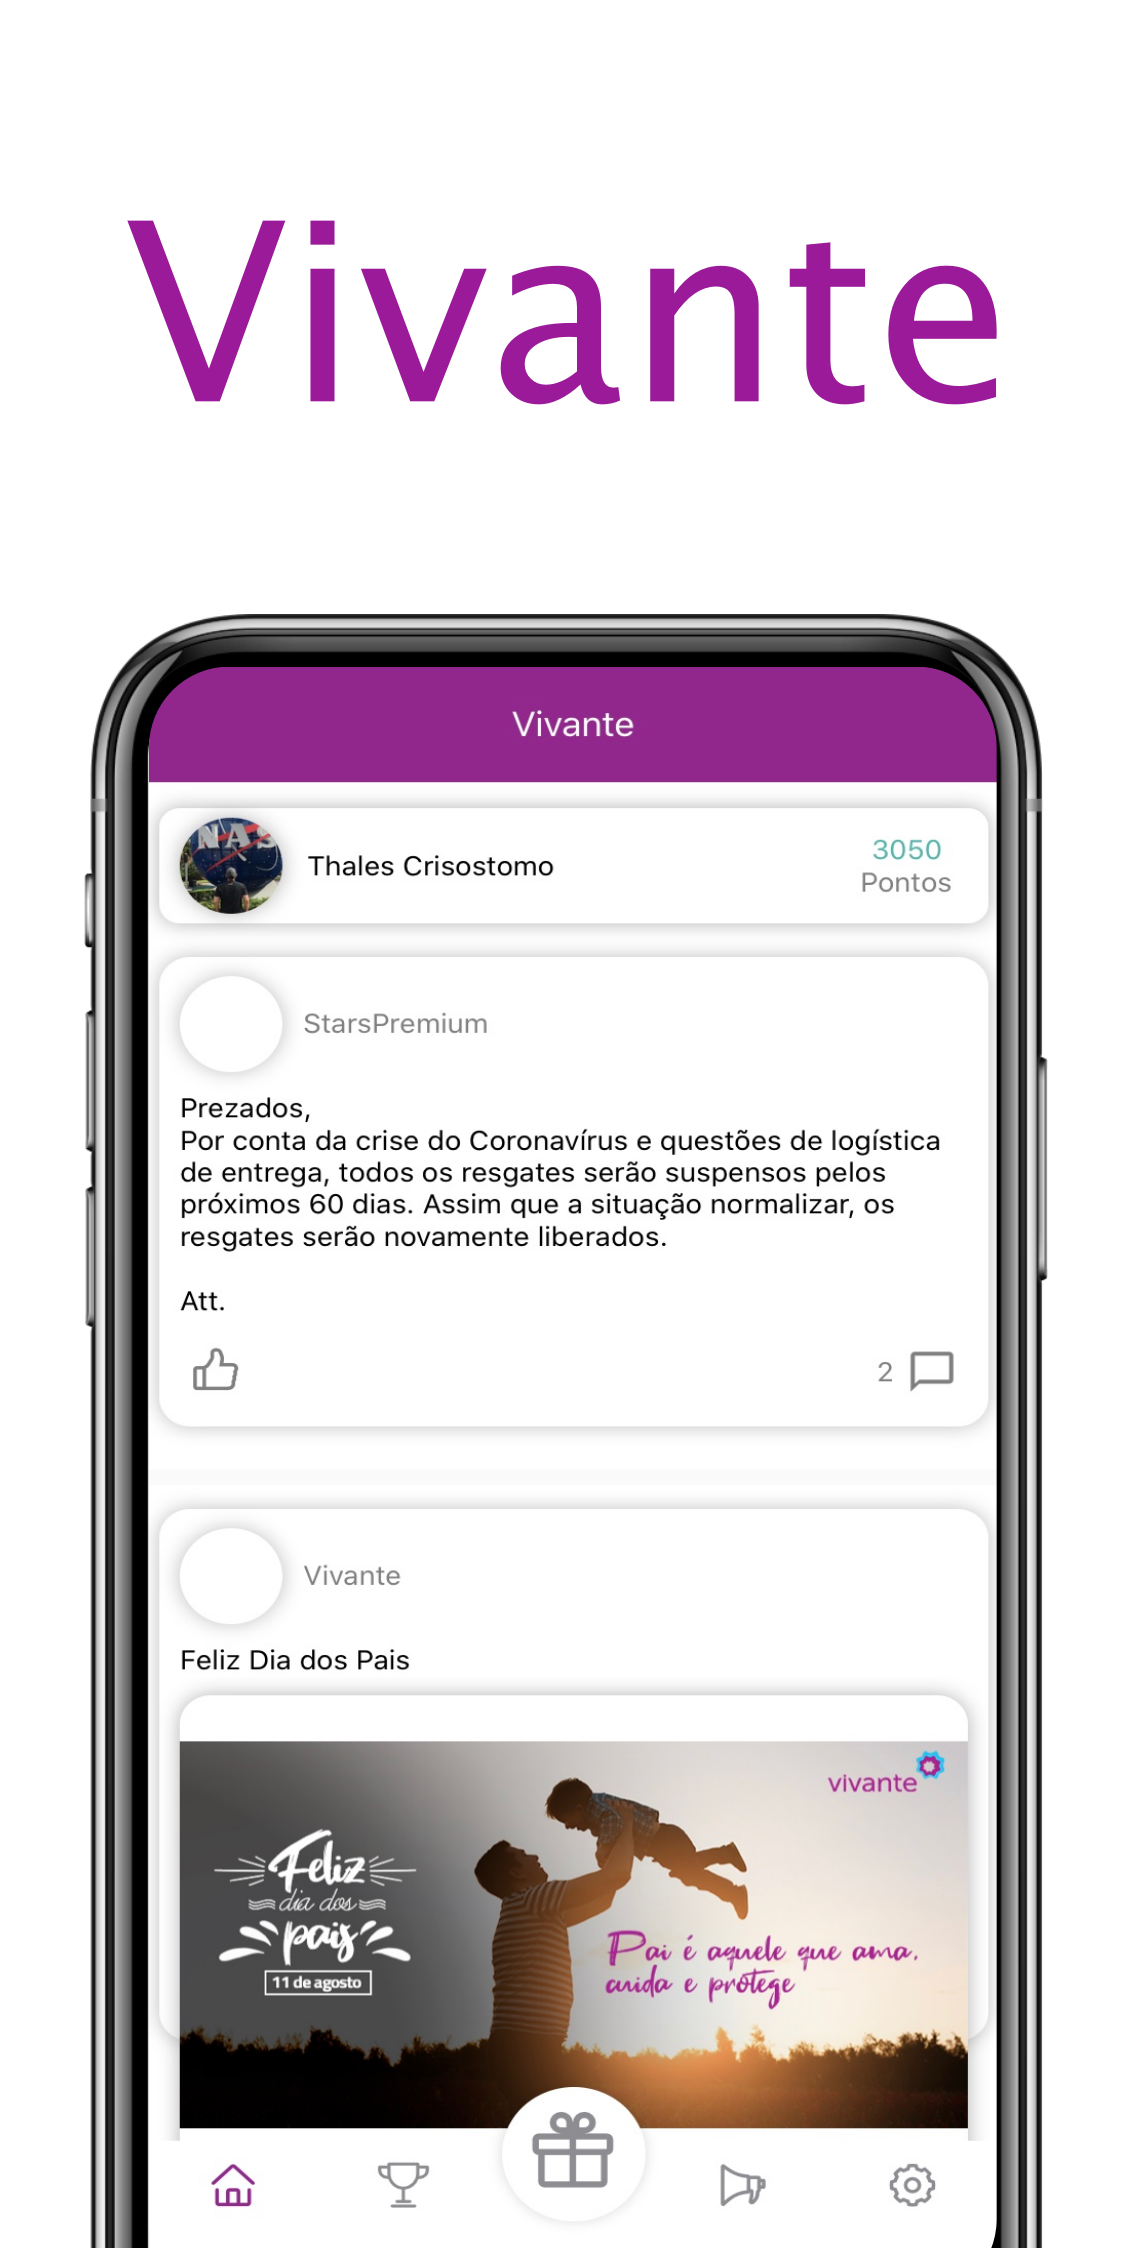 Vivante
Vivante
NAS
Thales Crisostomo
3050
Pontos
StarsPremium
Prezados,
Por conta da crise do Coronavírus e questões de logística
de entrega, todos os resgates serão suspensos pelos
próximos 60 dias. Assim que a situação normalizar, os
resgates serão novamente liberados.
Att.
2
Vivante
Feliz Dia dos Pais
vivante
Feliz
dia dos
pais
11 de agosto
Pai é aquele que ama,
cuida e protege